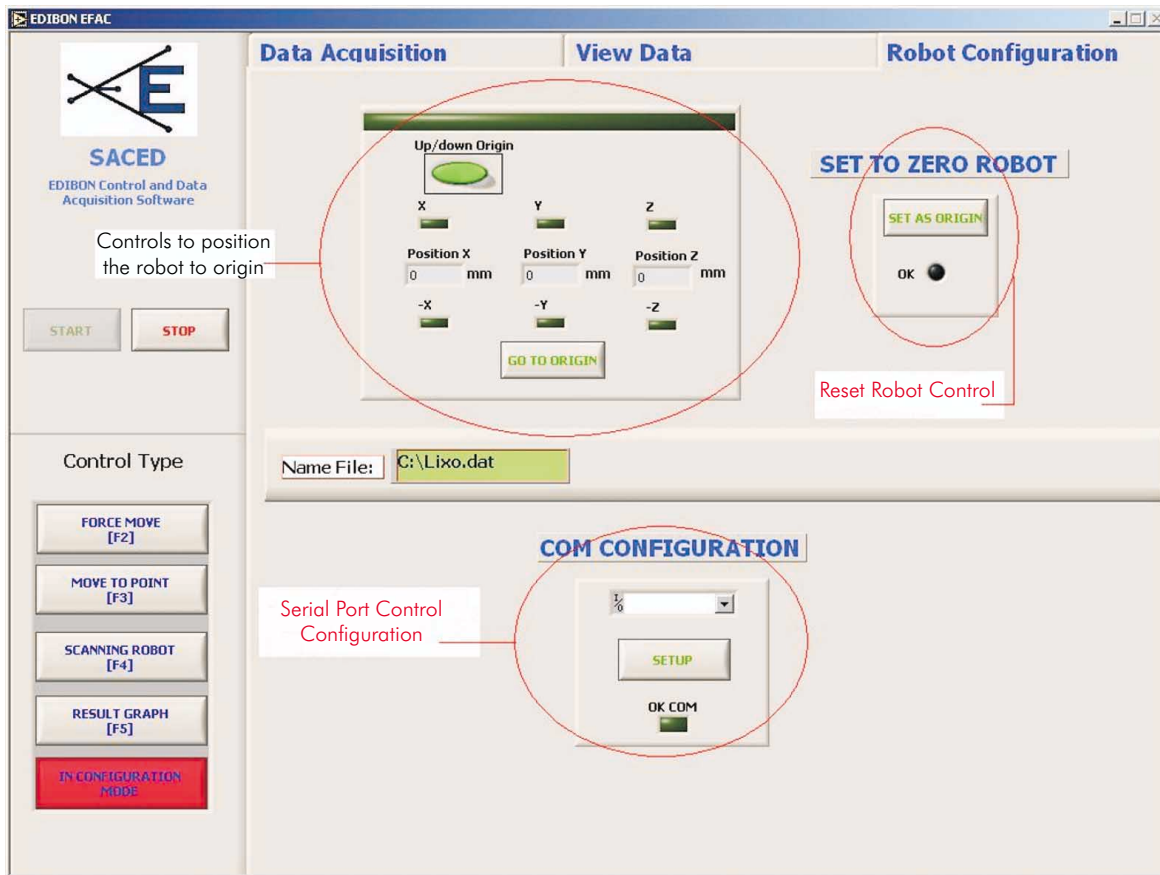 EDIBON EFAC
E
SACED
EDIBON Control and Data
Acquisition Software
Controls to position
the robot to origin
START
STOP
Control Type
FORCE MOVE
[F2]
MOVE TO POINT
[F3]
SCANNING ROBOT
[F4]
RESULT GRAPH
[F5]
IN CONFIGURATION
MODE
Data Acquisition
View Data
Robot Configuration
Up/down Origin
X Y Z
Position X Position Y Position Z
0 mm 0 mm 0 mm
-X -Y -Z
GO TO ORIGIN
SET TO ZERO ROBOT
SET AS ORIGIN
OK
Reset Robot Control
Name File: C:\Lixo.dat
COM CONFIGURATION
I/O
SETUP
OK COM
Serial Port Control
Configuration